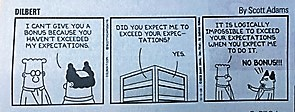 DILBERT
By Scott Adams
I CAN'T GIVE YOU A
BONUS BECAUSE YOU
HAVEN'T EXCEEDED
MY EXPECTATIONS.
DID YOU EXPECT ME TO
EXCEED YOUR EXPEC-
TATIONS?
YES.
IT IS LOGICALLY
IMPOSSIBLE TO EXCEED
YOUR EXPECTATIONS
WHEN YOU EXPECT ME
TO DO IT.
NO BONUS!!!